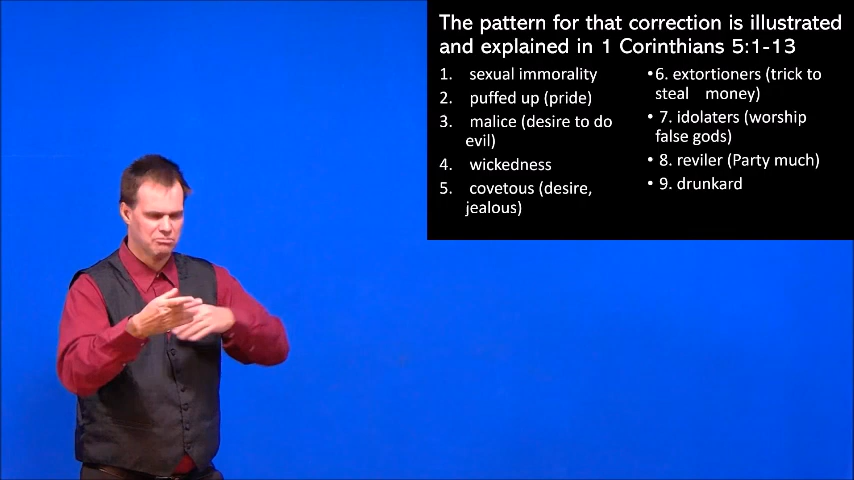 The pattern for that correction is illustrated
and explained in 1 Corinthians 5:1-13
1. sexual immorality
2. puffed up (pride)
3. malice (desire to do
evil)
4. wickedness
5. covetous (desire,
jealous)
•6. extortioners (trick to
steal money)
• 7. idolaters (worship
false gods)
• 8. reviler (Party much)
• 9. drunkard